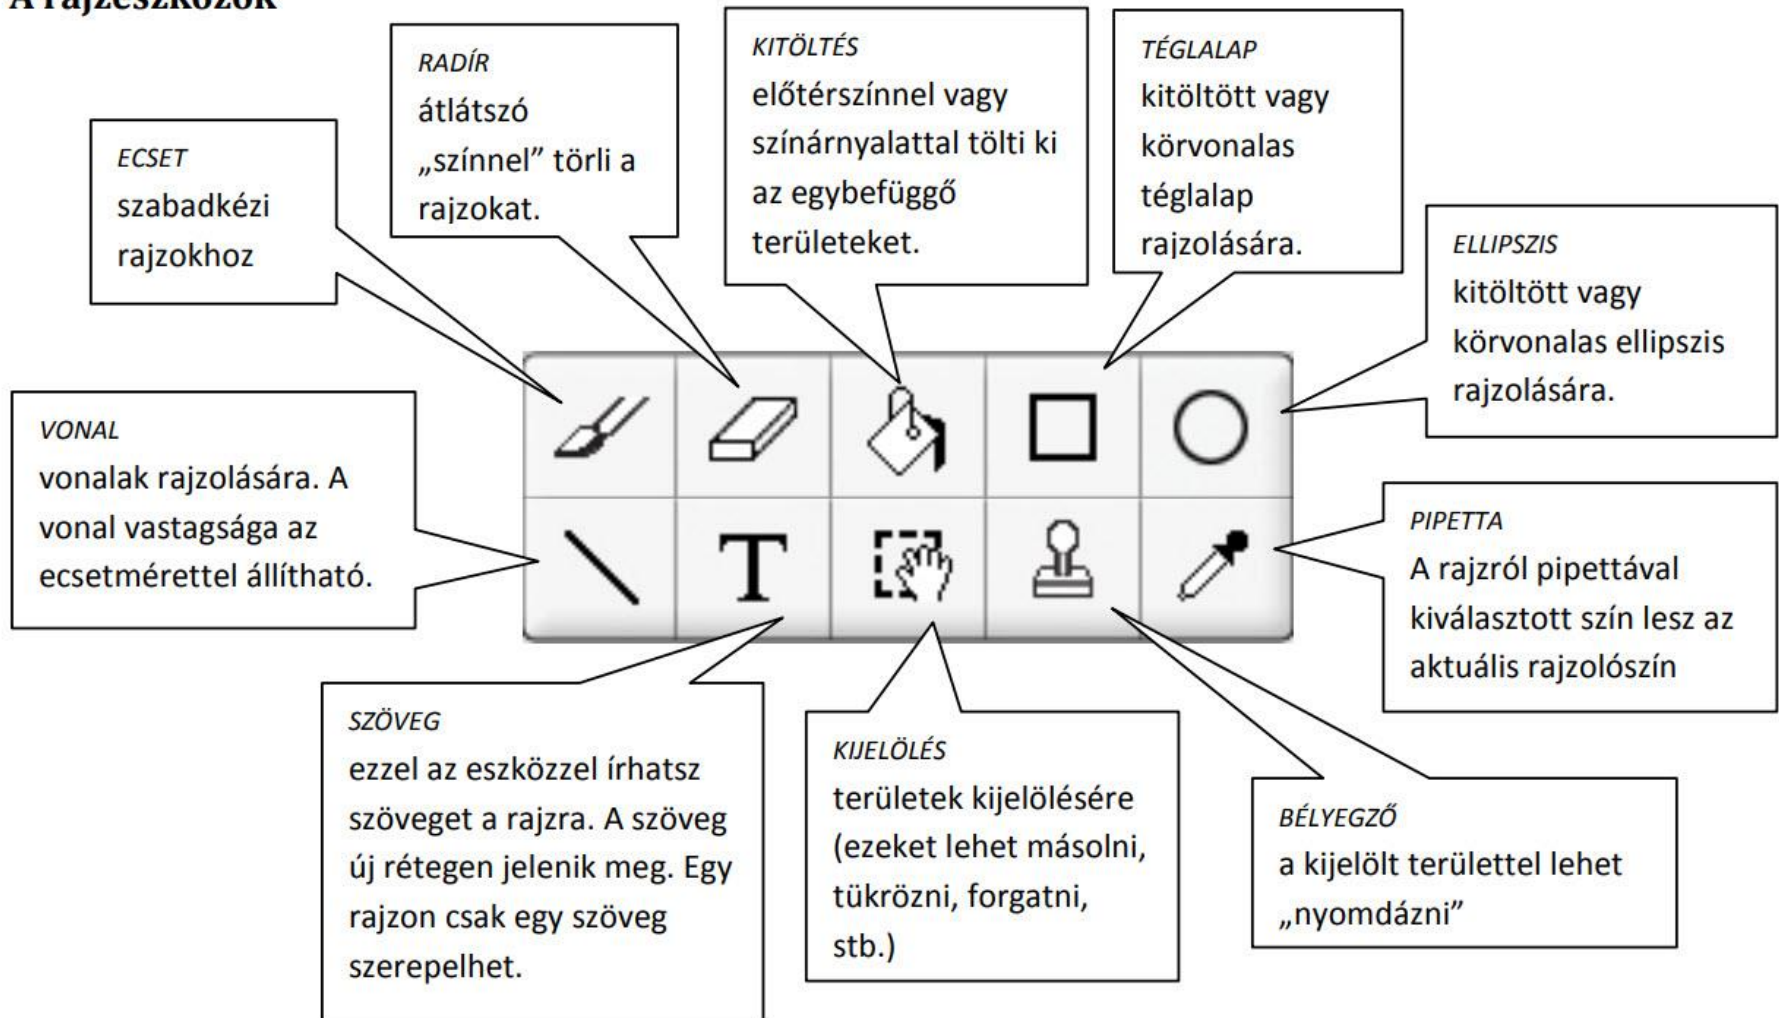 A rajzeszközök
RADÍR
átlátszó
„színnel” törli a
rajzokat.
KITÖLTÉS
előtérszínnel vagy
színárnyalattal tölti ki
az egybefüggő
területeket.
TÉGLALAP
kitöltött vagy
körvonalas
téglalap
rajzolására.
ECSET
szabadkézi
rajzokhoz
ELLIPSZIS
kitöltött vagy
körvonalas ellipszis
rajzolására.
VONAL
vonalak rajzolására. A
vonal vastagsága az
ecsetmérettel állítható.
T
PIPETTA
A rajzról pipettával
kiválasztott szín lesz az
aktuális rajzolószín
SZÖVEG
ezzel az eszközzel írhatsz
szöveget a rajzra. A szöveg
új rétegen jelenik meg. Egy
rajzon csak egy szöveg
szerepelhet.
KIJELÖLÉS
területek kijelölésére
(ezeket lehet másolni,
tükrözni, forgatni,
stb.)
BÉLYEGZŐ
a kijelölt területtel lehet
„nyomdázni”